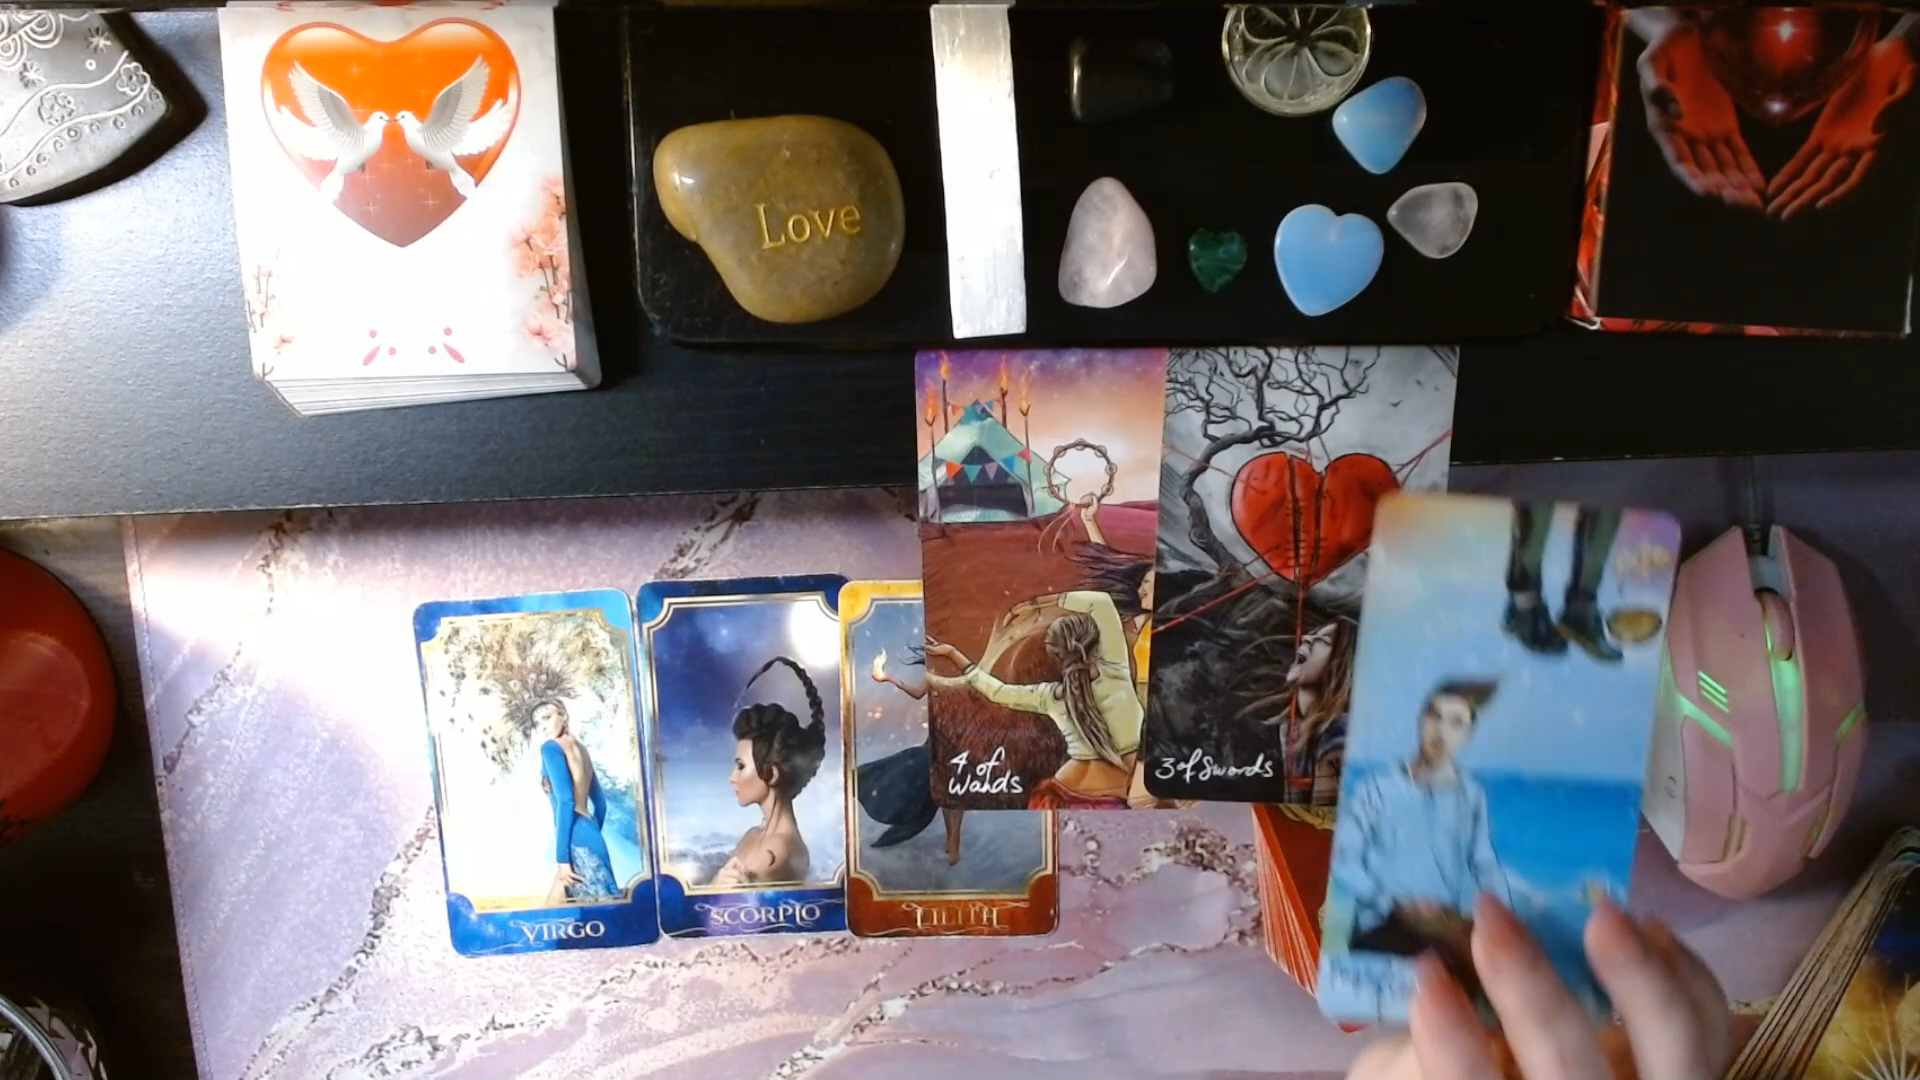 Love
4 of
Wands
3 of Swords
VIRGO
SCORPIO
LILITH